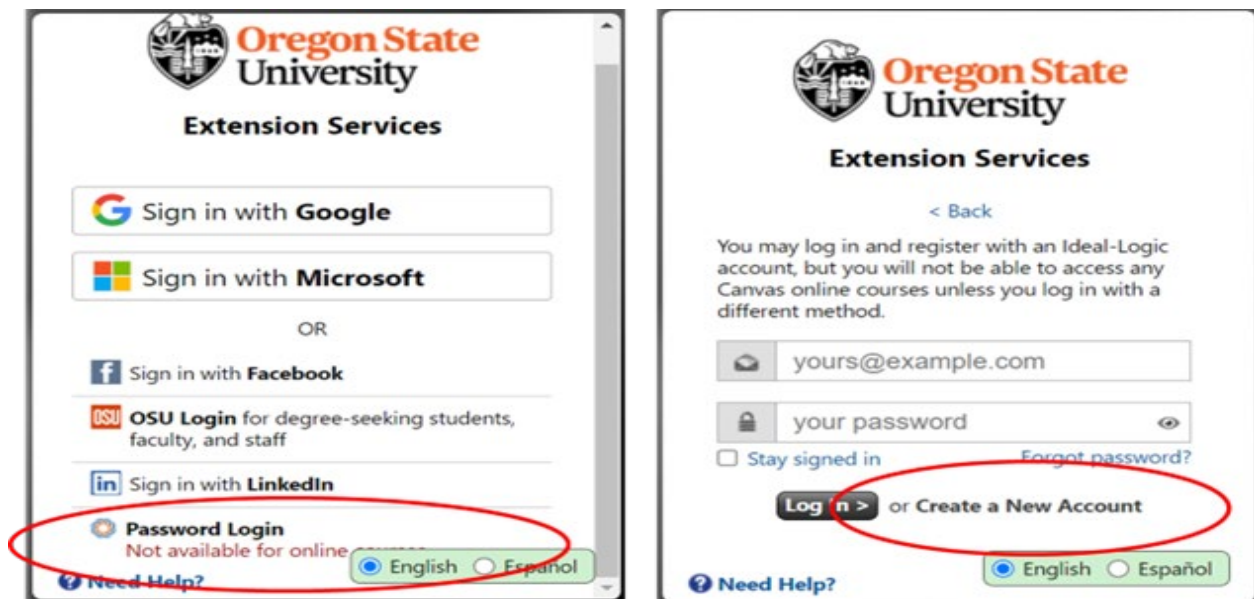 Oregon State
University
Extension Services
Sign in with Google
Sign in with Microsoft
OR
Sign in with Facebook
OSU OSU Login for degree-seeking students,
faculty, and staff
in Sign in with LinkedIn
Password Login
Not available for online courses
English Español
Need Help?
Oregon State
University
Extension Services
< Back
You may log in and register with an Ideal-Logic
account, but you will not be able to access any
Canvas online courses unless you log in with a
different method.
yours@example.com
your password
Stay signed in Forgot password?
Log in > or Create a New Account
English Español
Need Help?